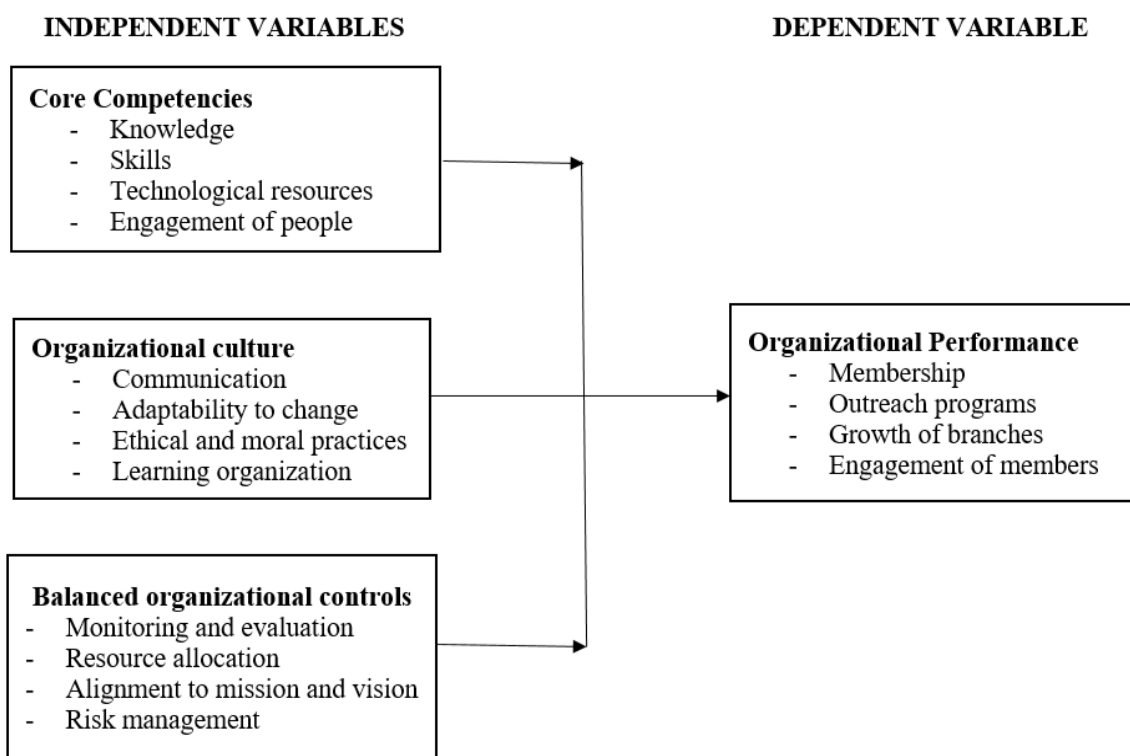 INDEPENDENT VARIABLES
DEPENDENT VARIABLE
Core Competencies
- Knowledge
- Skills
- Technological resources
- Engagement of people
Organizational culture
- Communication
- Adaptability to change
- Ethical and moral practices
- Learning organization
Balanced organizational controls
- Monitoring and evaluation
- Resource allocation
- Alignment to mission and vision
- Risk management
Organizational Performance
- Membership
- Outreach programs
- Growth of branches
- Engagement of members